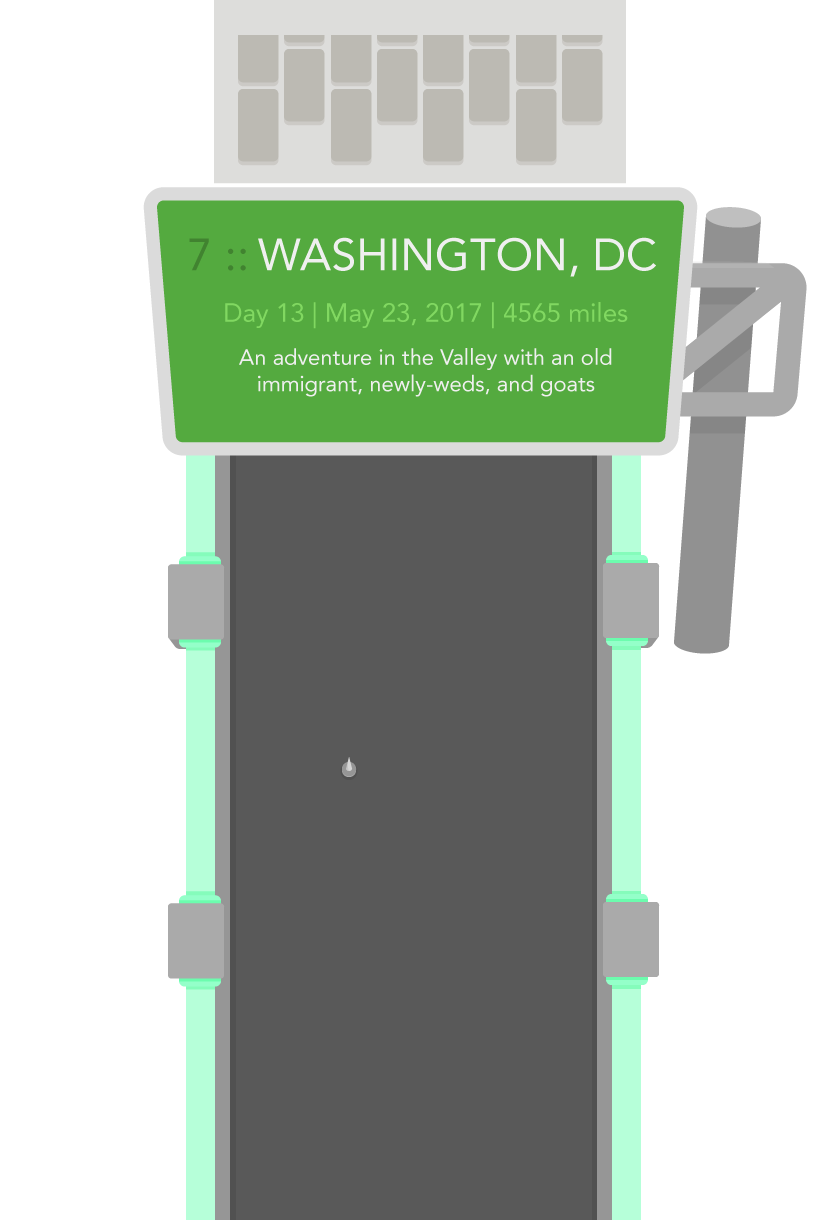 7 :: WASHINGTON, DC
Day 13 | May 23, 2017 | 4565 miles
An adventure in the Valley with an old
immigrant, newly-weds, and goats